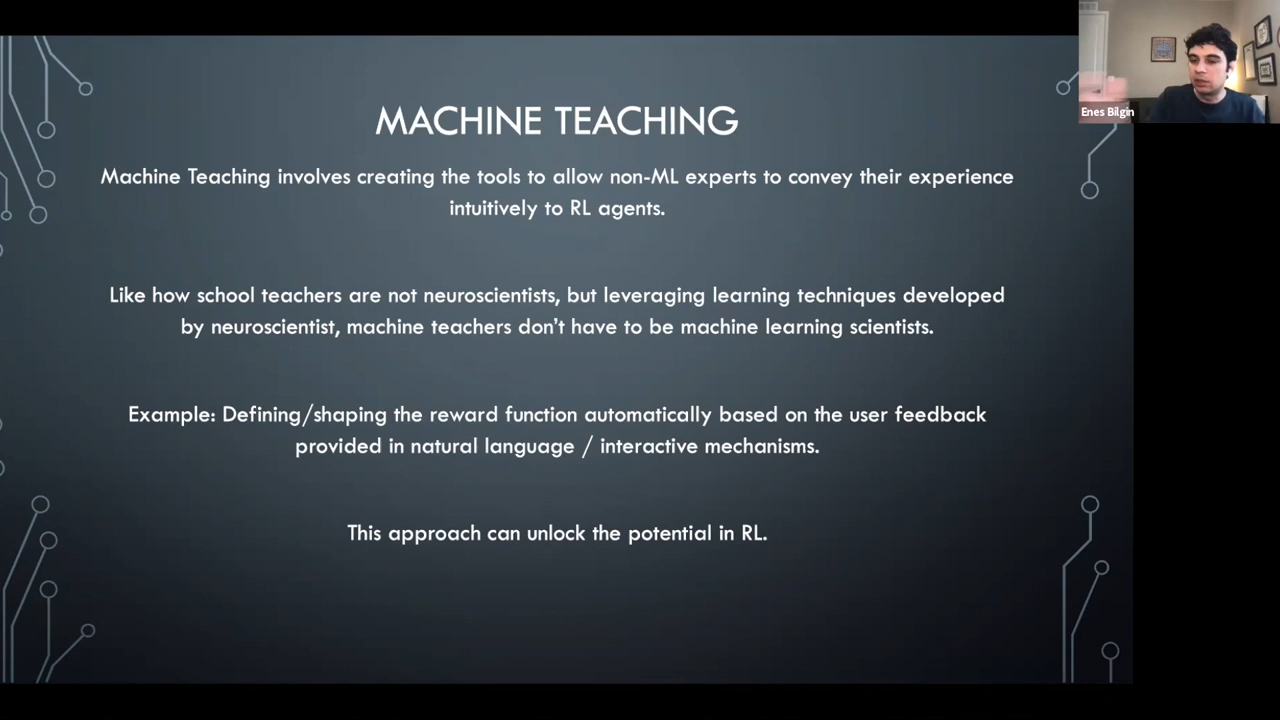 MACHINE TEACHING
Machine Teaching involves creating the tools to allow non-ML experts to convey their experience
intuitively to RL agents.
Like how school teachers are not neuroscientists, but leveraging learning techniques developed
by neuroscientist, machine teachers don't have to be machine learning scientists.
Example: Defining/shaping the reward function automatically based on the user feedback
provided in natural language / interactive mechanisms.
This approach can unlock the potential in RL.
Enes Bilgin